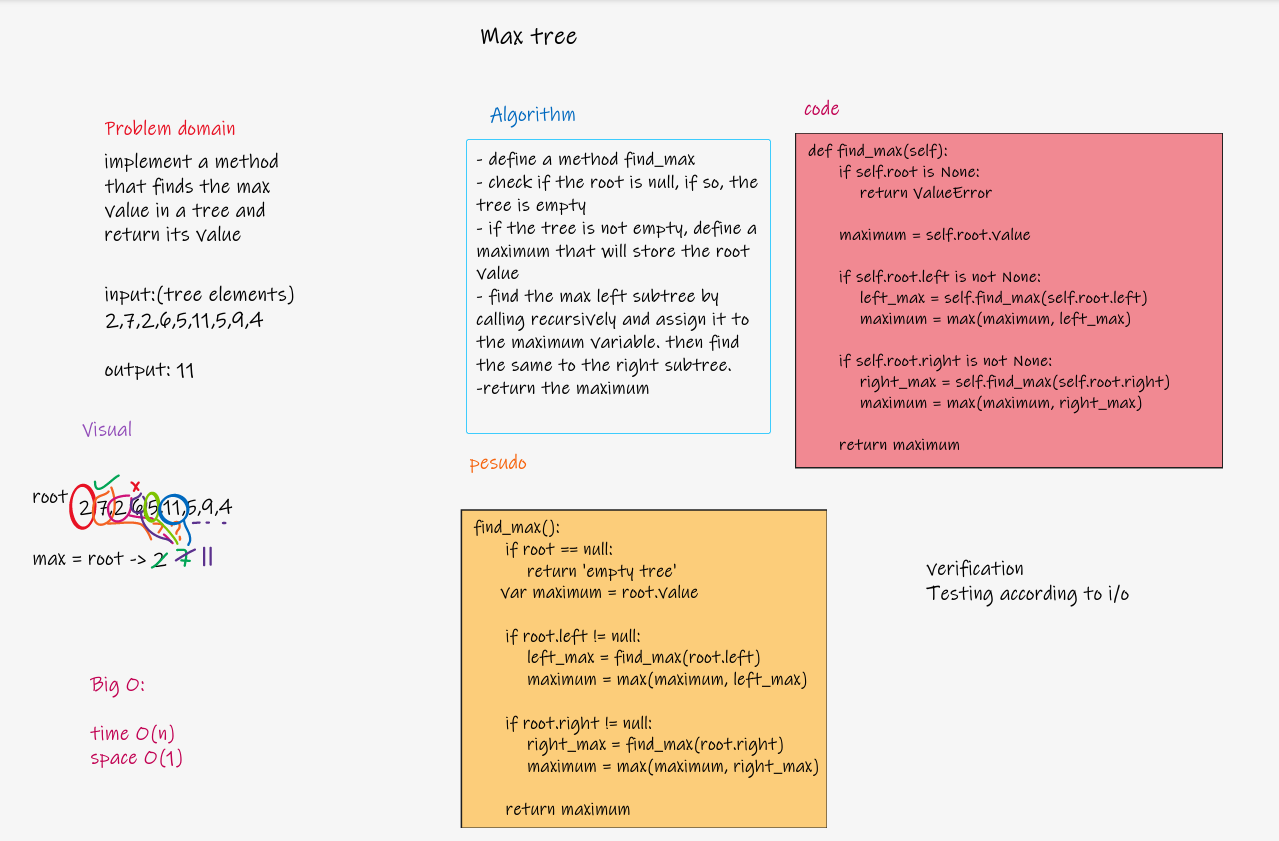 Max tree
Problem domain
implement a method
that finds the max
value in a tree and
return its value
input:(tree elements)
2,7,2,6,5,11,5,9,4
output: 11
Visual
root
2,7,2,6,5,11,5,9,4
max = root -> 2 7 11
Big O:
time O(n)
space O(1)
Algorithm
- define a method find_max
- check if the root is null, if so, the
tree is empty
- if the tree is not empty, define a
maximum that will store the root
value
- find the max left subtree by
calling recursively and assign it to
the maximum variable. then find
the same to the right subtree.
-return the maximum
pesudo
find_max():
if root == null:
return 'empty tree'
var maximum = root.value
if root.left != null:
left_max = find_max(root.left)
maximum = max(maximum, left_max)
if root.right != null:
right_max = find_max(root.right)
maximum = max(maximum, right_max)
return maximum
code
def find_max(self):
if self.root is None:
return ValueError
maximum = self.root.value
if self.root.left is not None:
left_max = self.find_max(self.root.left)
maximum = max(maximum, left_max)
if self.root.right is not None:
right_max = self.find_max(self.root.right)
maximum = max(maximum, right_max)
return maximum
verification
Testing according to i/o